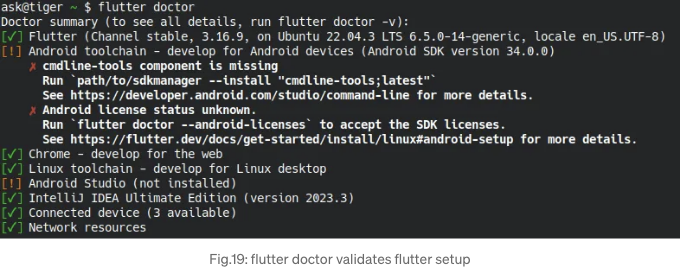 ask@tiger ~ $ flutter doctor
Doctor summary (to see all details, run flutter doctor -v):
[✓] Flutter (Channel stable, 3.16.9, on Ubuntu 22.04.3 LTS 6.5.0-14-generic, locale en_US.UTF-8)
[!] Android toolchain - develop for Android devices (Android SDK version 34.0.0)
✗ cmdline-tools component is missing
Run `path/to/sdkmanager --install "cmdline-tools;latest"`
See https://developer.android.com/studio/command-line for more details.
✗ Android license status unknown.
Run `flutter doctor --android-licenses` to accept the SDK licenses.
See https://flutter.dev/docs/get-started/install/linux#android-setup for more details.
[✓] Chrome - develop for the web
[✓] Linux toolchain - develop for Linux desktop
[!] Android Studio (not installed)
[✓] IntelliJ IDEA Ultimate Edition (version 2023.3)
[✓] Connected device (3 available)
[✓] Network resources
Fig.19: flutter doctor validates flutter setup